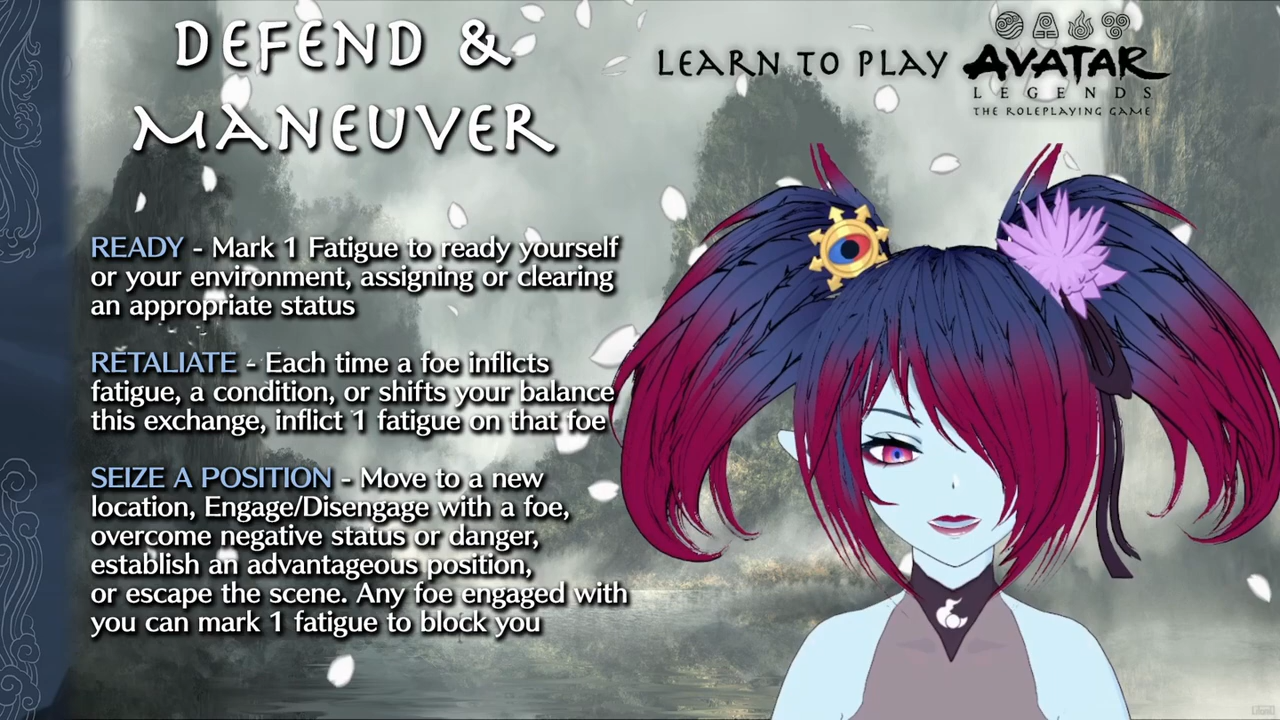 DEFEND &
MANEUVER
LEARN TO PLAY
AVATAR
LEGENDS
THE ROLEPLAYING GAME
READY - Mark 1 Fatigue to ready yourself
or your environment, assigning or clearing
an appropriate status
RETALIATE - Each time a foe inflicts
fatigue, a condition, or shifts your balance
this exchange, inflict 1 fatigue on that foe
SEIZE A POSITION - Move to a new
location, Engage/Disengage with a foe,
overcome negative status or danger,
establish an advantageous position,
or escape the scene. Any foe engaged with
you can mark 1 fatigue to block you